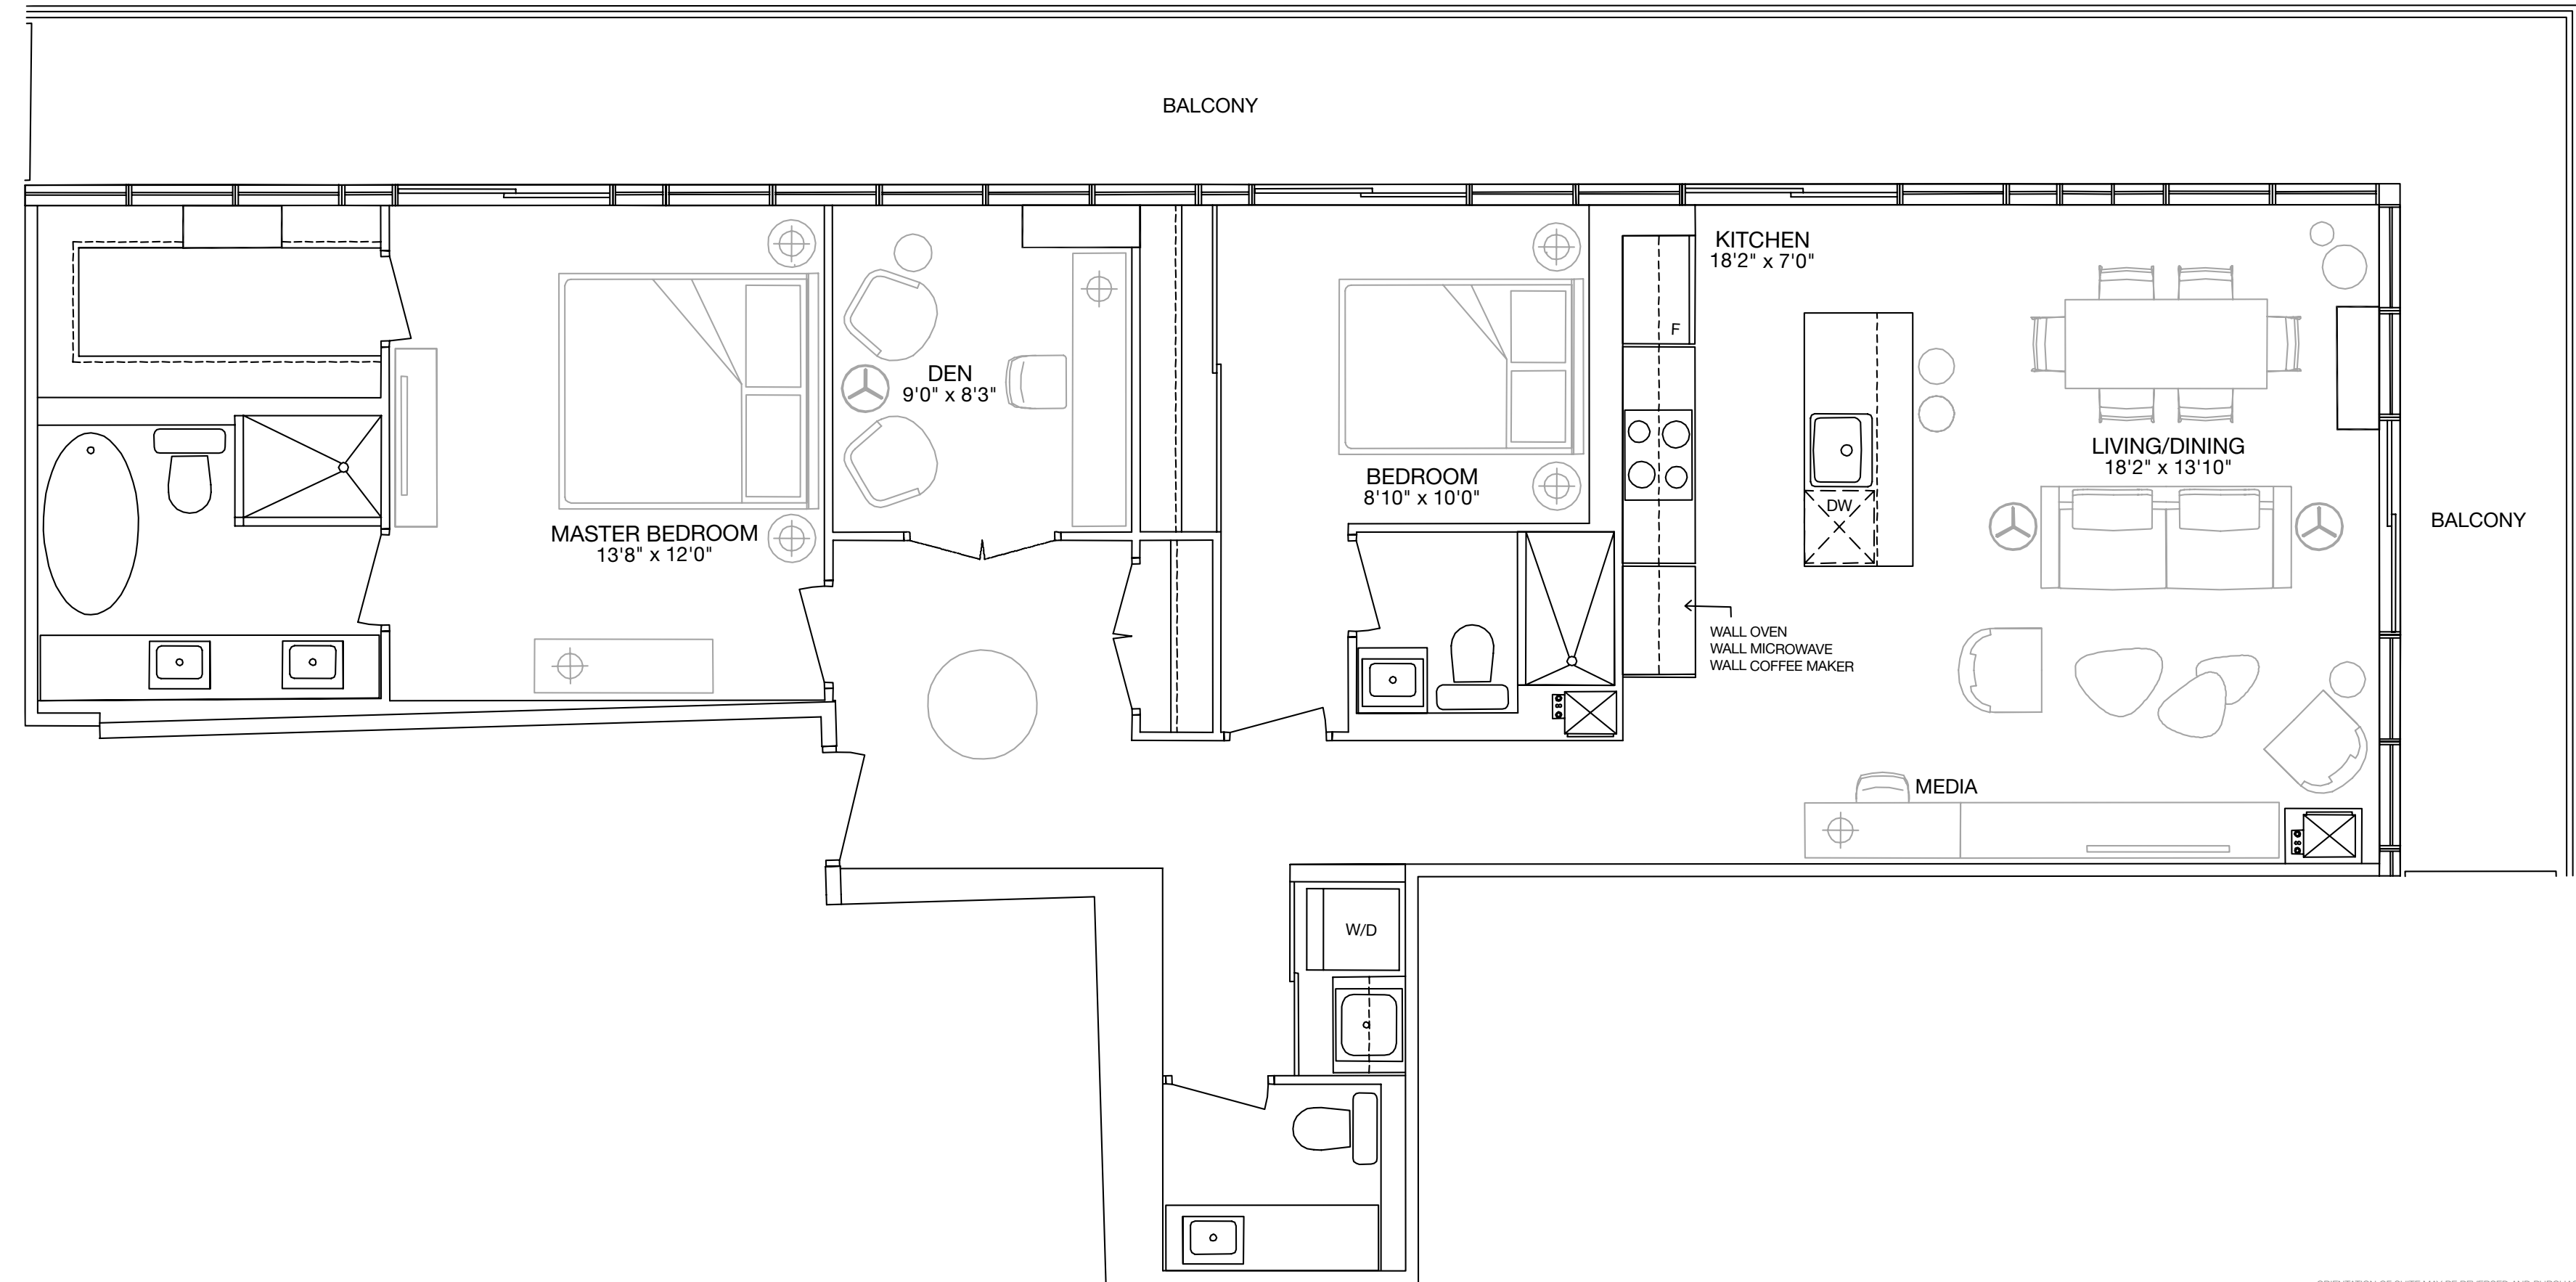 BALCONY
KITCHEN
18'2" x 7'0"
F
DEN
9'0" x 8'3"
BEDROOM
8'10" x 10'0"
LIVING/DINING
18'2" x 13'10"
DW
BALCONY
MASTER BEDROOM
13'8" x 12'0"
WALL OVEN
WALL MICROWAVE
WALL COFFEE MAKER
MEDIA
W/D